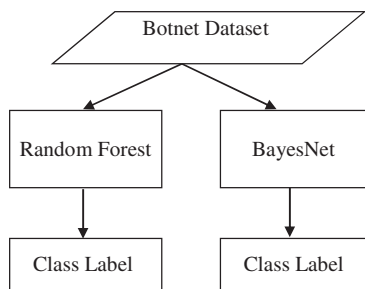 Botnet Dataset
Random Forest
BayesNet
Class Label
Class Label